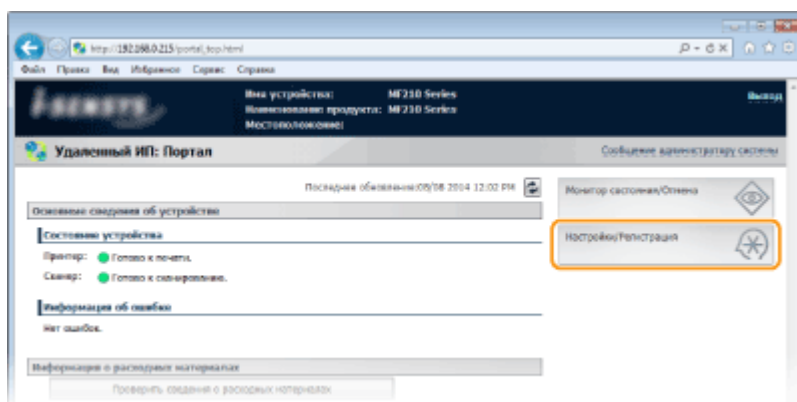 http://192.168.0.215/portal_top.html
Файл Правка Вид Избранное Сервис Справка
Имя устройства: MF210 Series
Наименование продукта: MF210 Series
Местоположение:
Выход
Удаленный ИП: Портал
Сообщение администратору системы
Последнее обновление:08/08 2014 12:02 PM
Монитор состояния/Отмена
Основные сведения об устройстве
Настройки/Регистрация
Состояние устройства
Принтер: Готово к печати.
Сканер: Готово к сканированию.
Информация об ошибке
Нет ошибок.
Информация о расходных материалах
Проверить сведения о расходных материалах